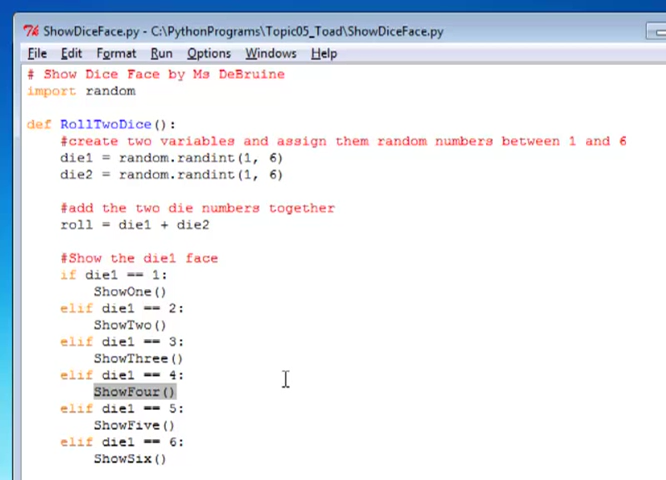 ShowDiceFace.py - C:\PythonPrograms\Topic05_Toad\ShowDiceFace.py
File Edit Format Run Options Windows Help
# Show Dice Face by Ms DeBruine
import random
def RollTwoDice():
#create two variables and assign them random numbers between 1 and 6
die1 = random.randint(1, 6)
die2 = random.randint(1, 6)
#add the two die numbers together
roll = die1 + die2
#Show the die1 face
if die1 == 1:
ShowOne()
elif die1 == 2:
ShowTwo()
elif die1 == 3:
ShowThree()
elif die1 == 4:
ShowFour()
elif die1 == 5:
ShowFive()
elif die1 == 6:
ShowSix()